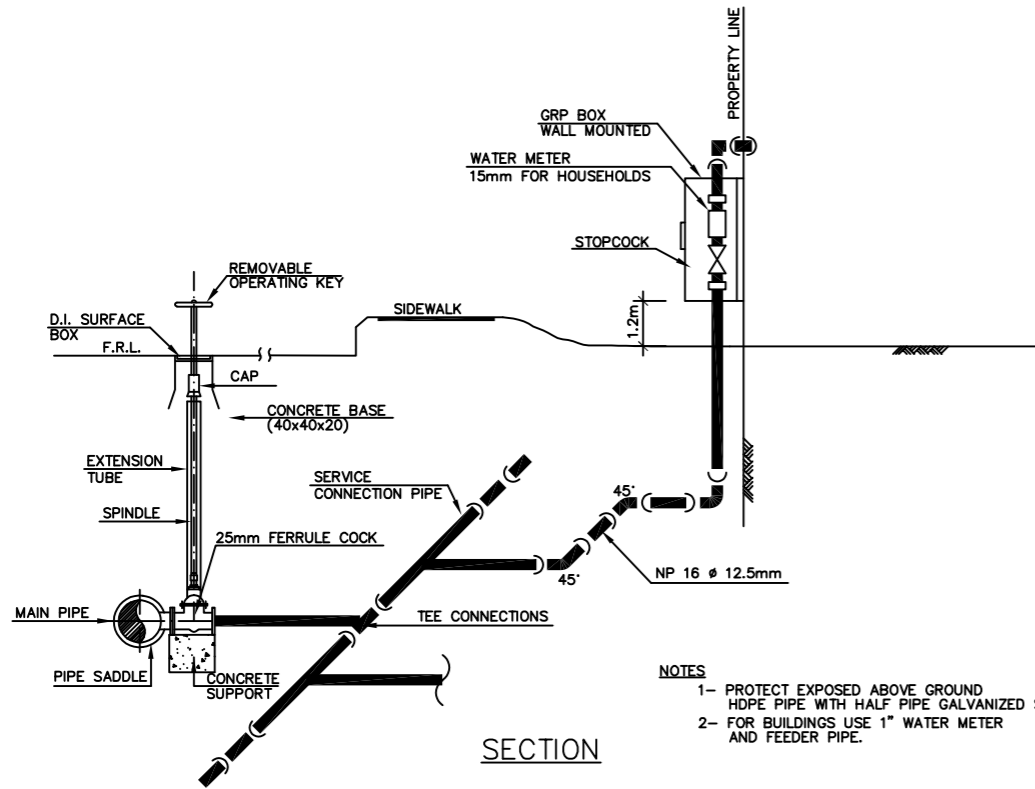 PROPERTY LINE
GRP BOX
WALL MOUNTED
WATER METER
15mm FOR HOUSEHOLDS
STOPCOCK
REMOVABLE
OPERATING KEY
SIDEWALK
1.2m
D.I. SURFACE
BOX
F.R.L.
CAP
CONCRETE BASE
(40x40x20)
EXTENSION
TUBE
SERVICE
CONNECTION PIPE
45°
SPINDLE
25mm FERRULE COCK
45°
NP 16 ø 12.5mm
MAIN PIPE
TEE CONNECTIONS
PIPE SADDLE
CONCRETE
SUPPORT
NOTES
1– PROTECT EXPOSED ABOVE GROUND
HDPE PIPE WITH HALF PIPE GALVANIZED
2– FOR BUILDINGS USE 1" WATER METER
AND FEEDER PIPE.
SECTION